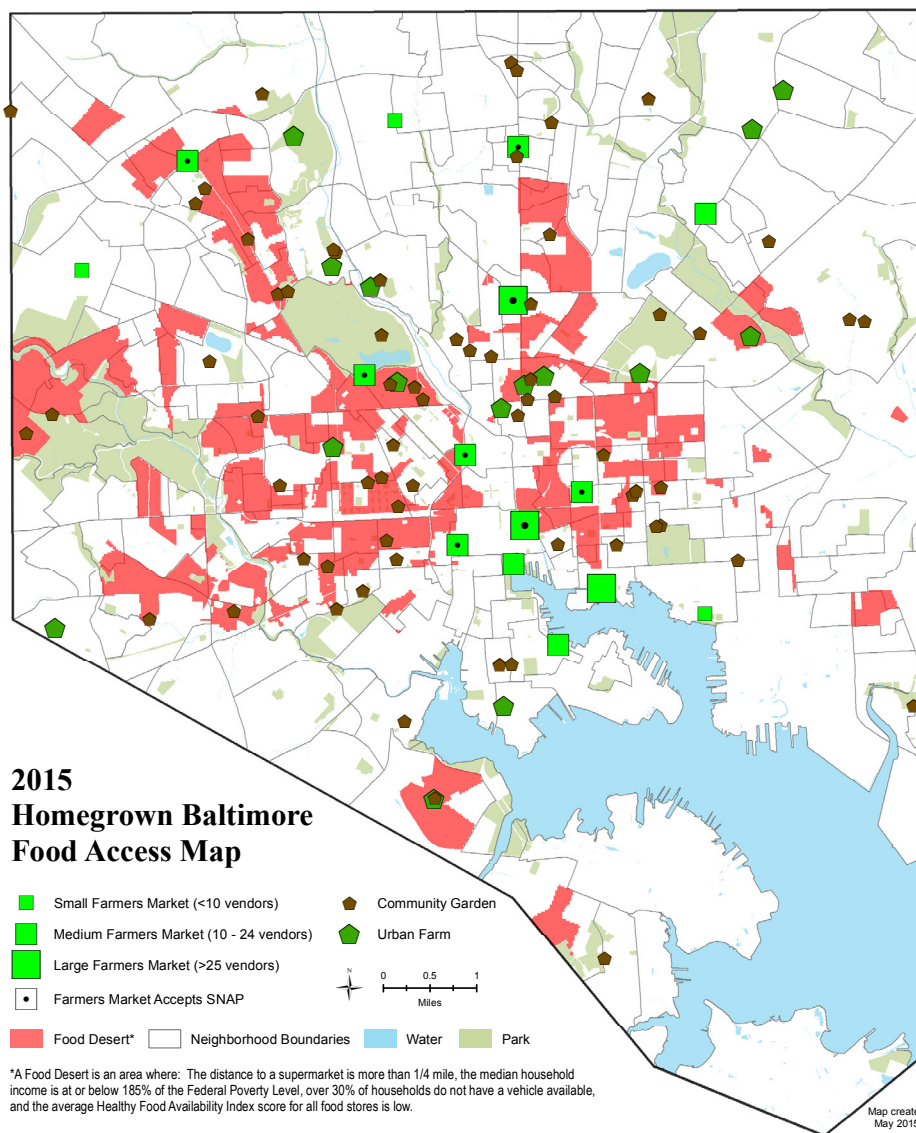 2015
Homegrown Baltimore
Food Access Map
Small Farmers Market (<10 vendors)
Medium Farmers Market (10 - 24 vendors)
Large Farmers Market (>25 vendors)
Farmers Market Accepts SNAP
Community Garden
Urban Farm
N
0 0.5 1
Miles
Food Desert*
Neighborhood Boundaries
Water
Park
*A Food Desert is an area where: The distance to a supermarket is more than 1/4 mile, the median household
income is at or below 185% of the Federal Poverty Level, over 30% of households do not have a vehicle available,
and the average Healthy Food Availability Index score for all food stores is low.
Map create
May 2015